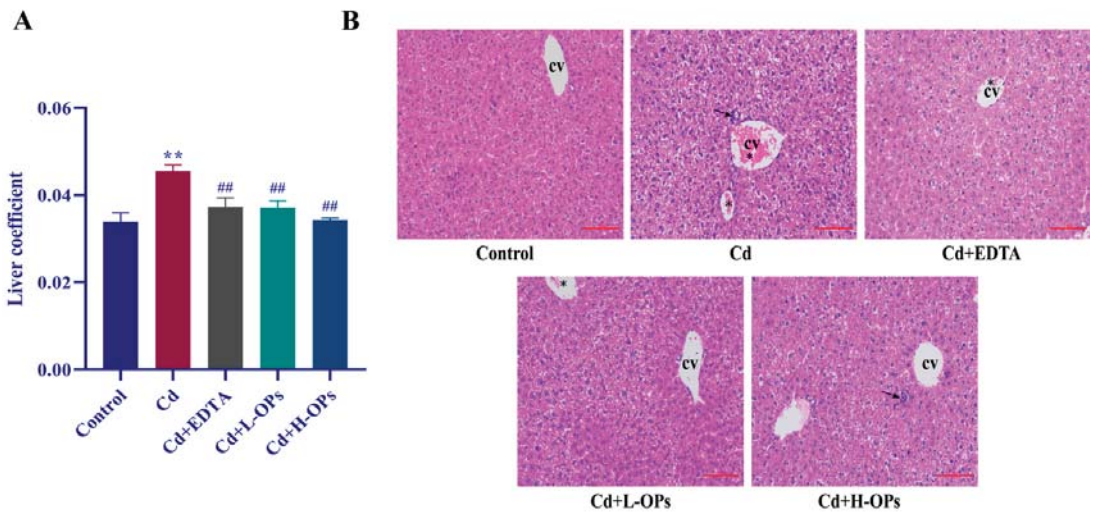 A
B
Liver coefficient
0.06
0.04
0.02
0.00
**
##
##
##
Control
Cd
Cd+EDTA
Cd+L-OPs
Cd+H-OPs
cv
cv
*
*
*
cv
Control
Cd
Cd+EDTA
*
cv
cv
Cd+L-OPs
Cd+H-OPs